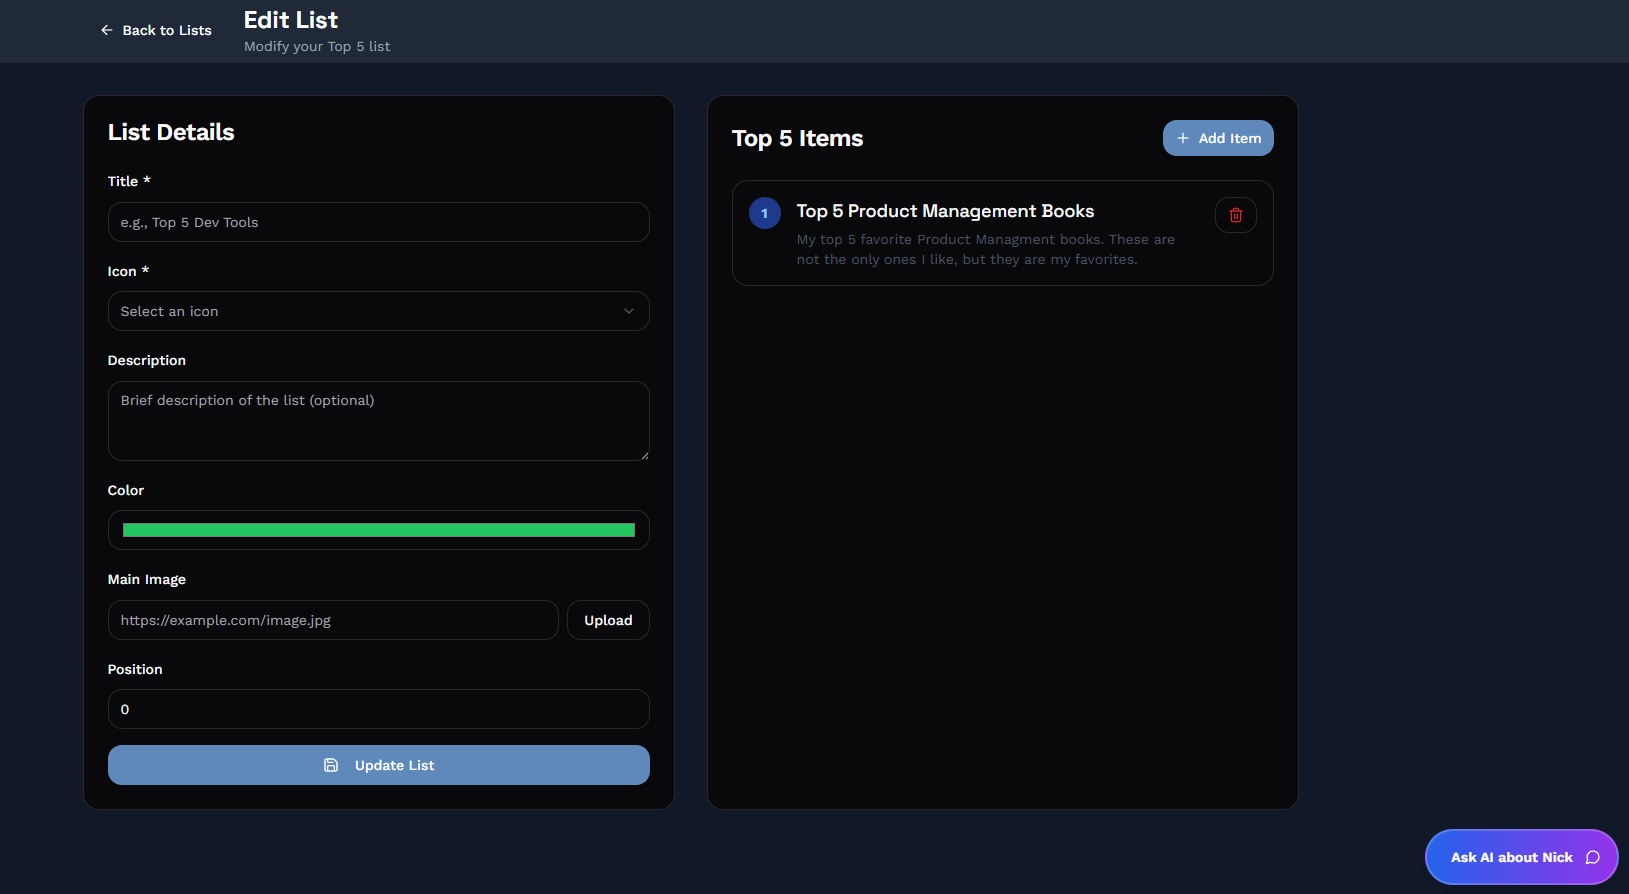 Back to Lists
Edit List
Modify your Top 5 list
List Details
Title *
e.g., Top 5 Dev Tools
Icon *
Select an icon
Description
Brief description of the list (optional)
Color
Main Image
https://example.com/image.jpg
Upload
Position
0
Update List
Top 5 Items
Add Item
1
Top 5 Product Management Books
My top 5 favorite Product Managment books. These are
not the only ones I like, but they are my favorites.
Ask AI about Nick